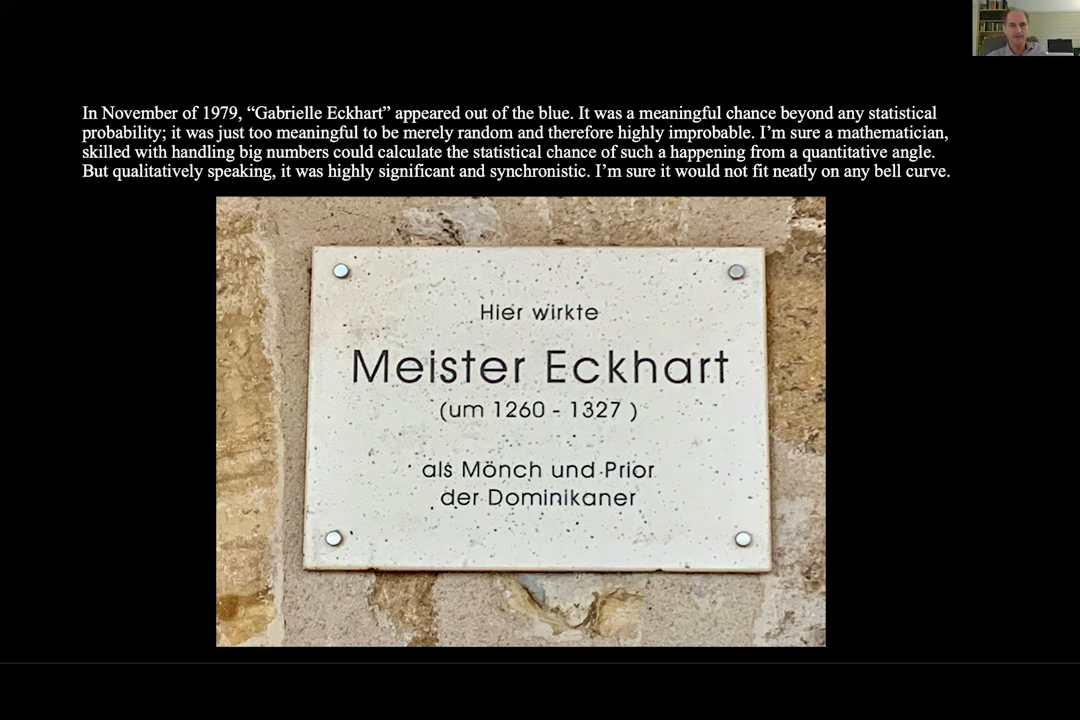 In November of 1979, “Gabrielle Eckhart” appeared out of the blue. It was a meaningful chance beyond any statistical
probability; it was just too meaningful to be merely random and therefore highly improbable. I’m sure a mathematician,
skilled with handling big numbers could calculate the statistical chance of such a happening from a quantitative angle.
But qualitatively speaking, it was highly significant and synchronistic. I’m sure it would not fit neatly on any bell curve.
Hier wirkte
Meister Eckhart
(um 1260 - 1327 )
als Mönch und Prior
der Dominikaner